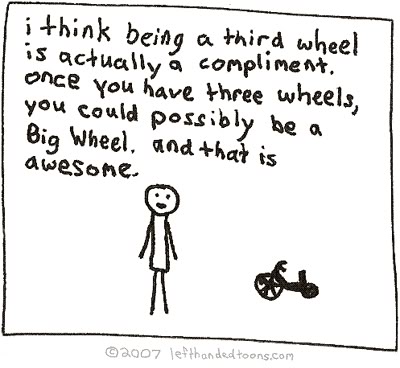 i think being a third wheel
is actually a compliment.
once you have three wheels,
you could possibly be a
Big Wheel. and that is
awesome.
©2007 lefthandedtoons.com